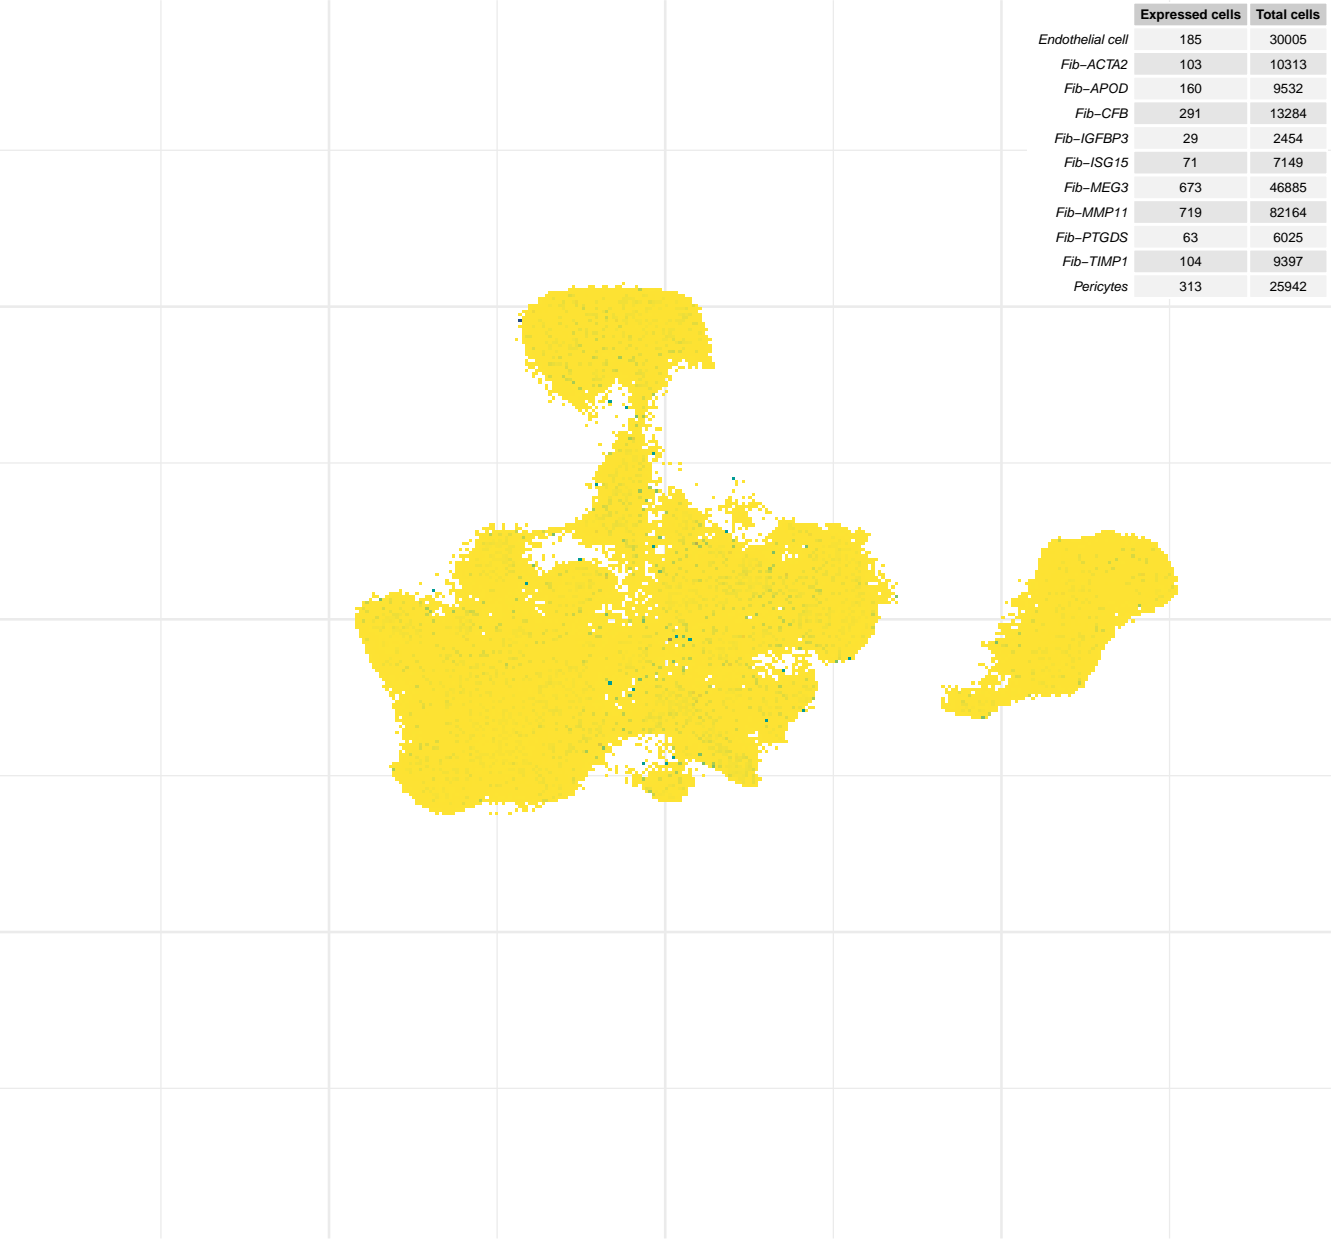 Expressed cells Total cells
Endothelial cell 185 30005
Fib−ACTA2 103 10313
Fib−APOD 160 9532
Fib−CFB 291 13284
Fib−IGFBP3 29 2454
Fib−ISG15 71 7149
Fib−MEG3 673 46885
Fib−MMP11 719 82164
Fib−PTGDS 63 6025
Fib−TIMP1 104 9397
Pericytes 313 25942